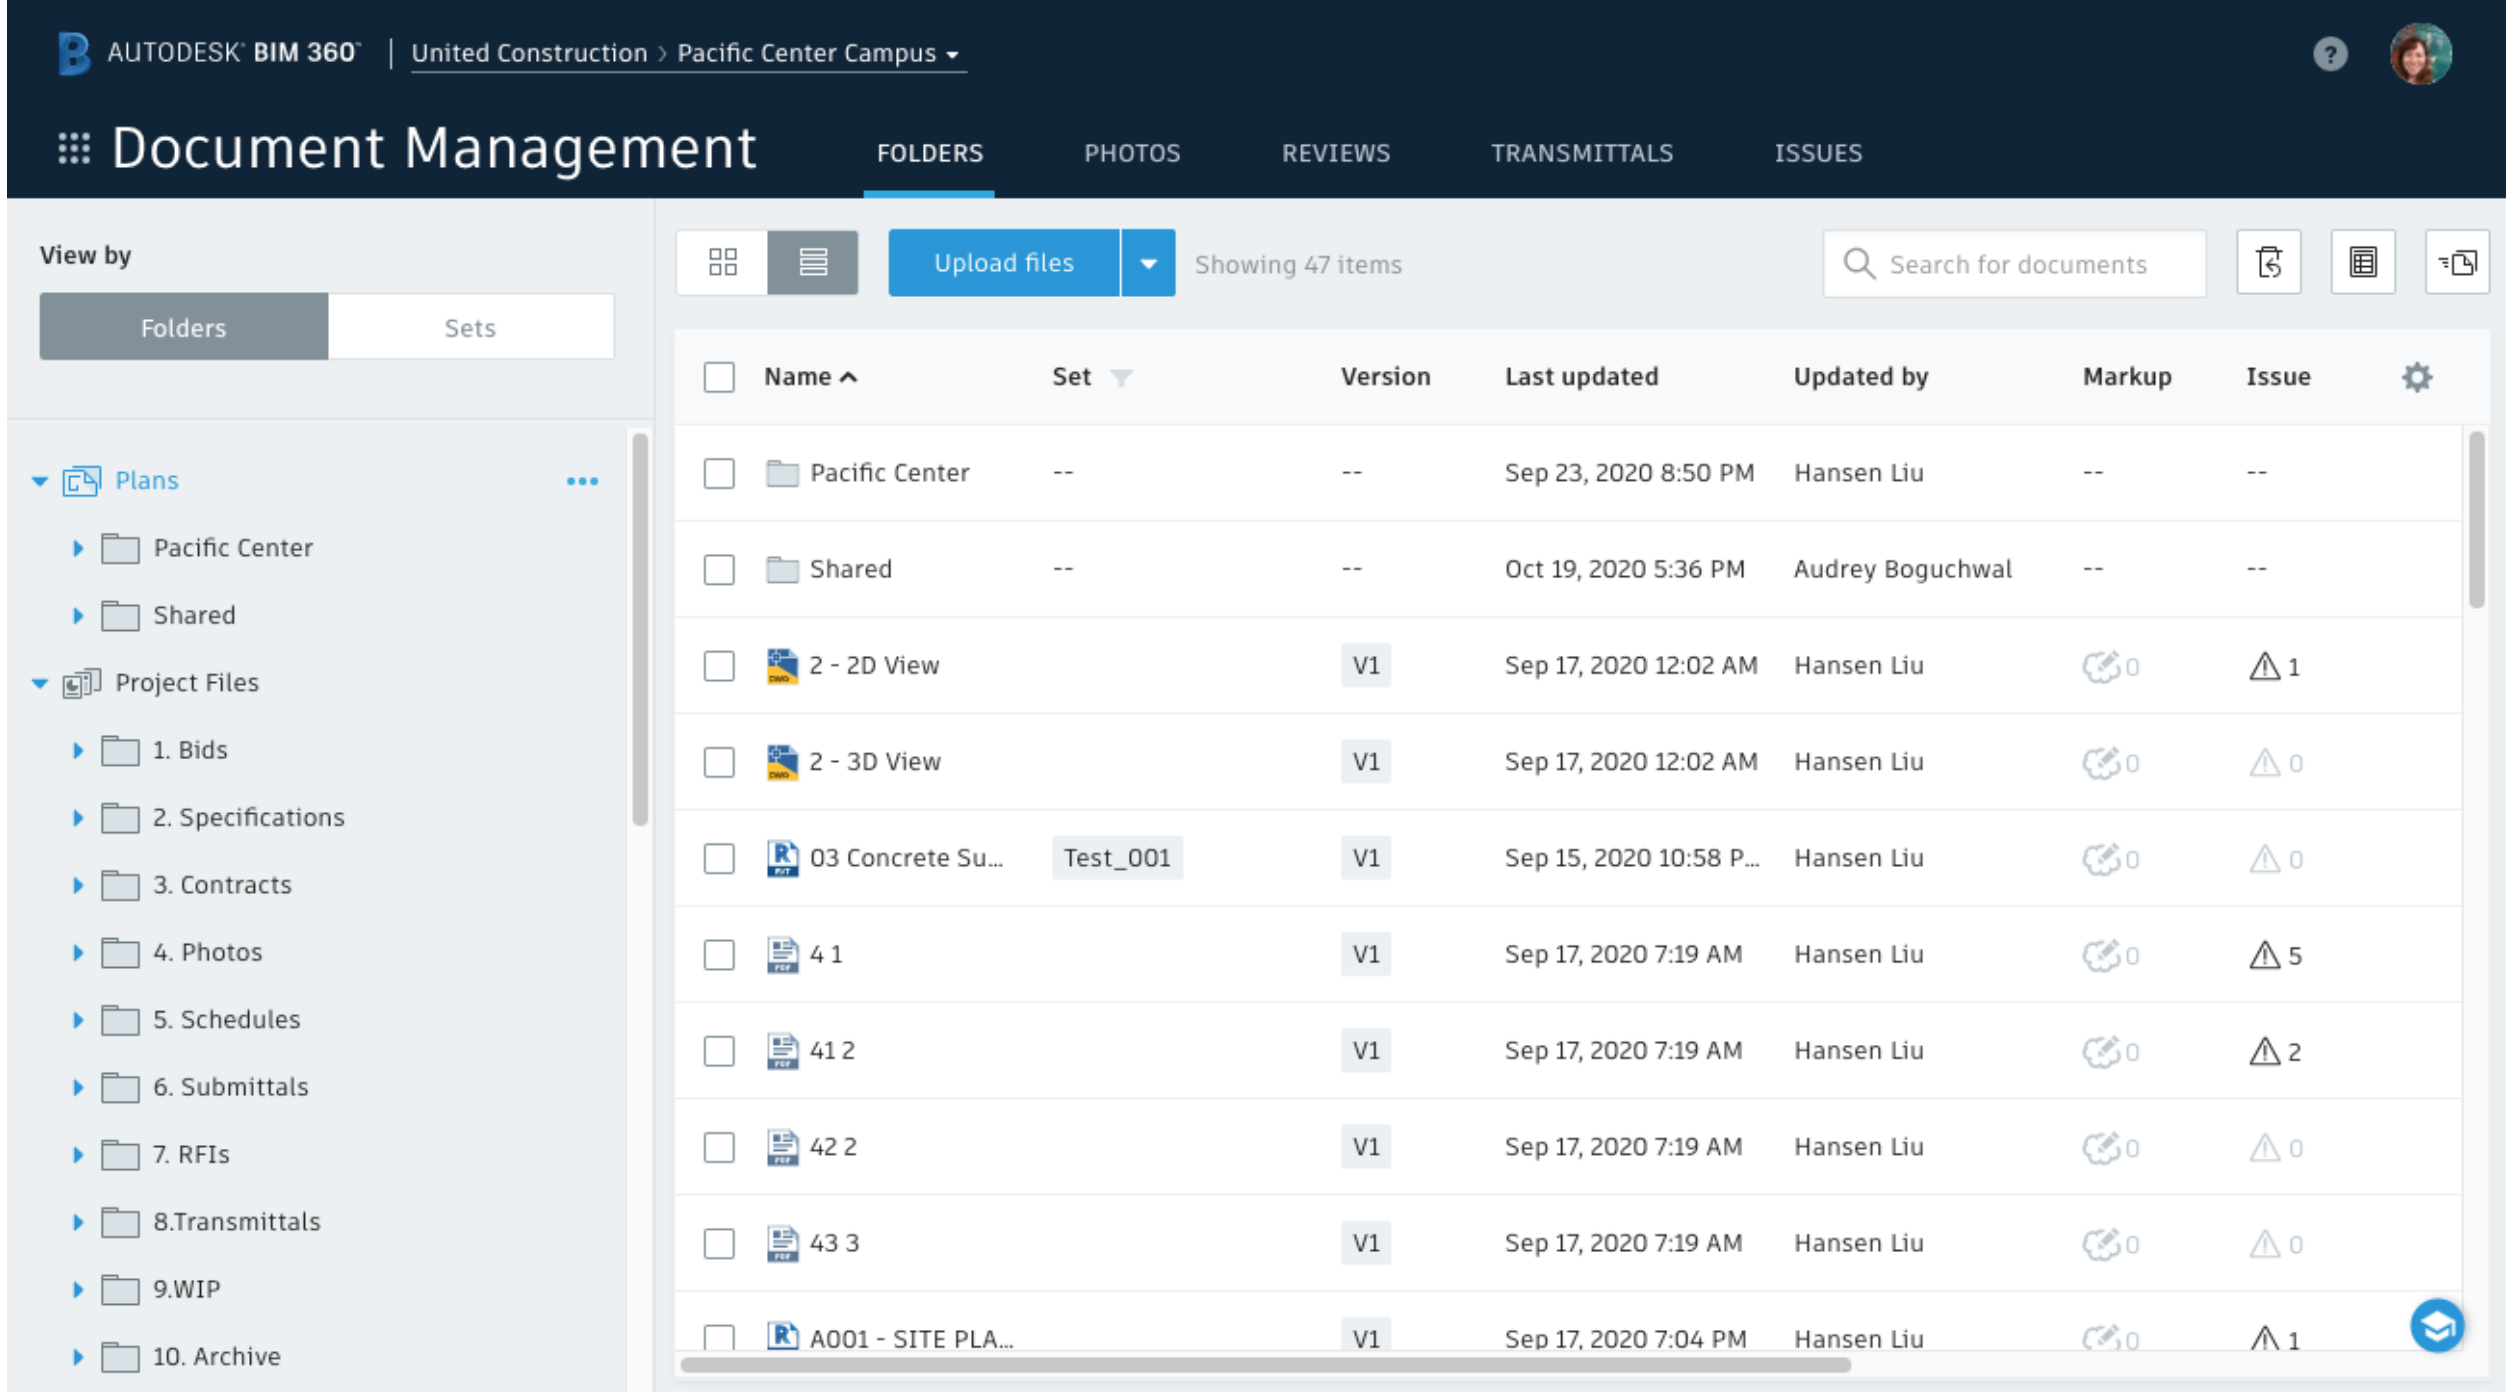 AUTODESK® BIM 360™ | United Construction > Pacific Center Campus
Document Management FOLDERS PHOTOS REVIEWS TRANSMITTALS ISSUES
View by
Folders Sets
Plans
Pacific Center
Shared
Project Files
1. Bids
2. Specifications
3. Contracts
4. Photos
5. Schedules
6. Submittals
7. RFIs
8.Transmittals
9.WIP
10. Archive
Upload files Showing 47 items Search for documents
Name Set Version Last updated Updated by Markup Issue
Pacific Center -- -- Sep 23, 2020 8:50 PM Hansen Liu -- --
Shared -- -- Oct 19, 2020 5:36 PM Audrey Boguchwal -- --
DWG 2 - 2D View V1 Sep 17, 2020 12:02 AM Hansen Liu 0 1
DWG 2 - 3D View V1 Sep 17, 2020 12:02 AM Hansen Liu 0 0
R RVT 03 Concrete Su... Test_001 V1 Sep 15, 2020 10:58 P... Hansen Liu 0 0
PDF 4 1 V1 Sep 17, 2020 7:19 AM Hansen Liu 0 5
PDF 41 2 V1 Sep 17, 2020 7:19 AM Hansen Liu 0 2
PDF 42 2 V1 Sep 17, 2020 7:19 AM Hansen Liu 0 0
PDF 43 3 V1 Sep 17, 2020 7:19 AM Hansen Liu 0 0
R A001 - SITE PLA... V1 Sep 17, 2020 7:04 PM Hansen Liu 0 1